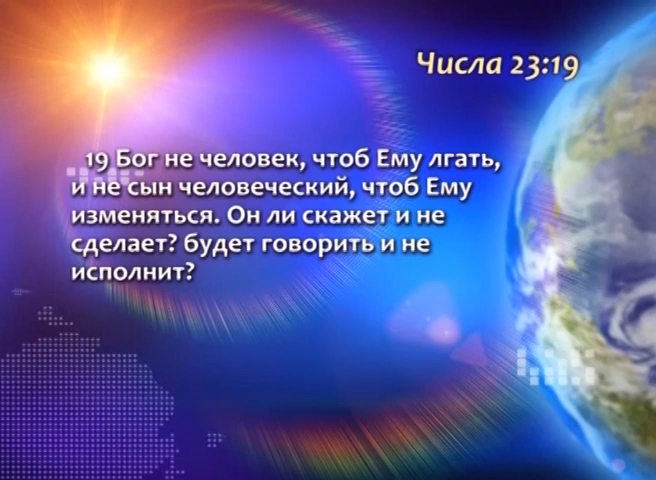 Числа 23:19
19 Бог не человек, чтоб Ему лгать,
и не сын человеческий, чтоб Ему
изменяться. Он ли скажет и не
сделает? будет говорить и не
исполнит?